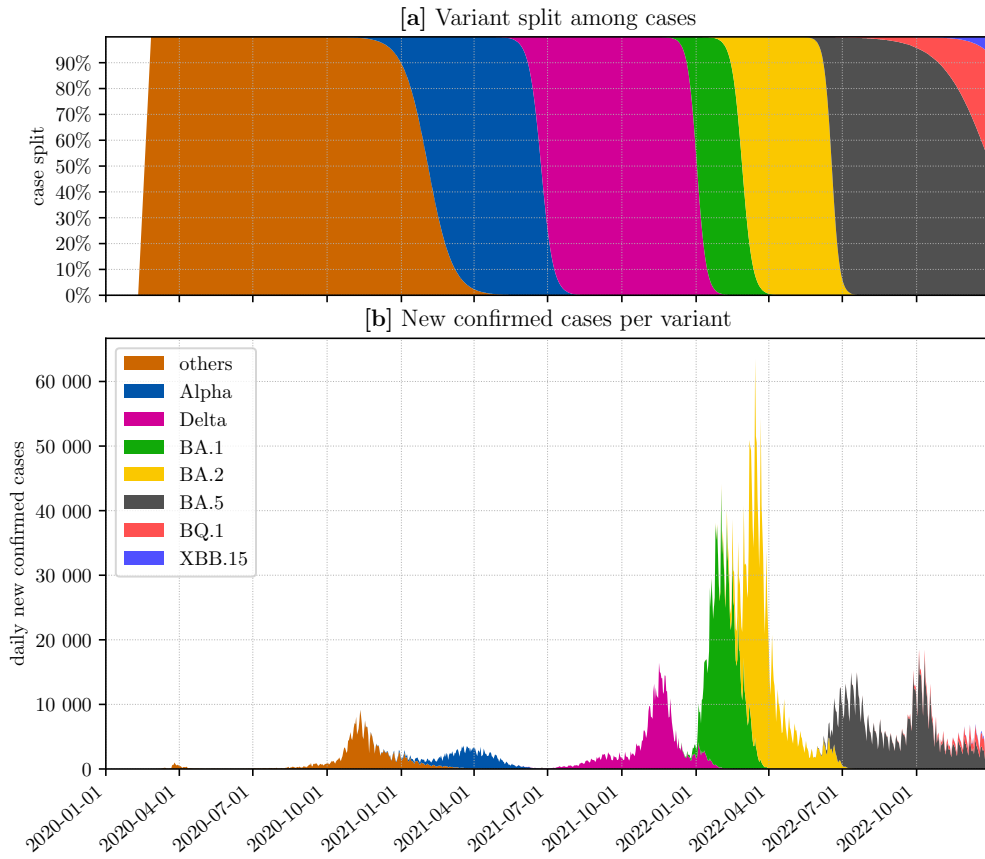 [a] Variant split among cases
case split
90%
80%
70%
60%
50%
40%
30%
20%
10%
0%
[b] New confirmed cases per variant
daily new confirmed cases
60 000
50 000
40 000
30 000
20 000
10 000
0
others
Alpha
Delta
BA.1
BA.2
BA.5
BQ.1
XBB.15
2020-01-01
2020-04-01
2020-07-01
2020-10-01
2021-01-01
2021-04-01
2021-07-01
2021-10-01
2022-01-01
2022-04-01
2022-07-01
2022-10-01